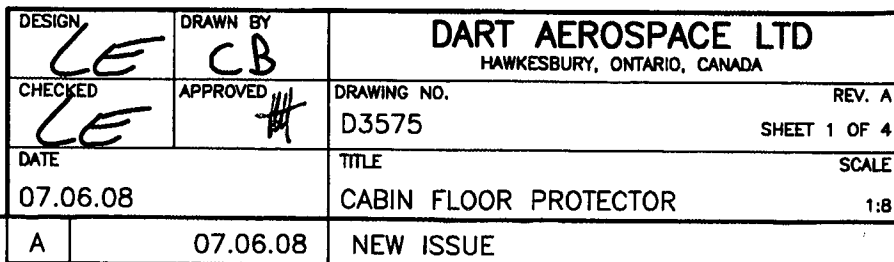 DESIGN
LE
DRAWN BY
CB
DART AEROSPACE LTD
HAWKESBURY, ONTARIO, CANADA
CHECKED
LE
APPROVED
DRAWING NO.
D3575
REV. A
SHEET 1 OF 4
DATE
07.06.08
TITLE
CABIN FLOOR PROTECTOR
SCALE
1:8
A 07.06.08 NEW ISSUE